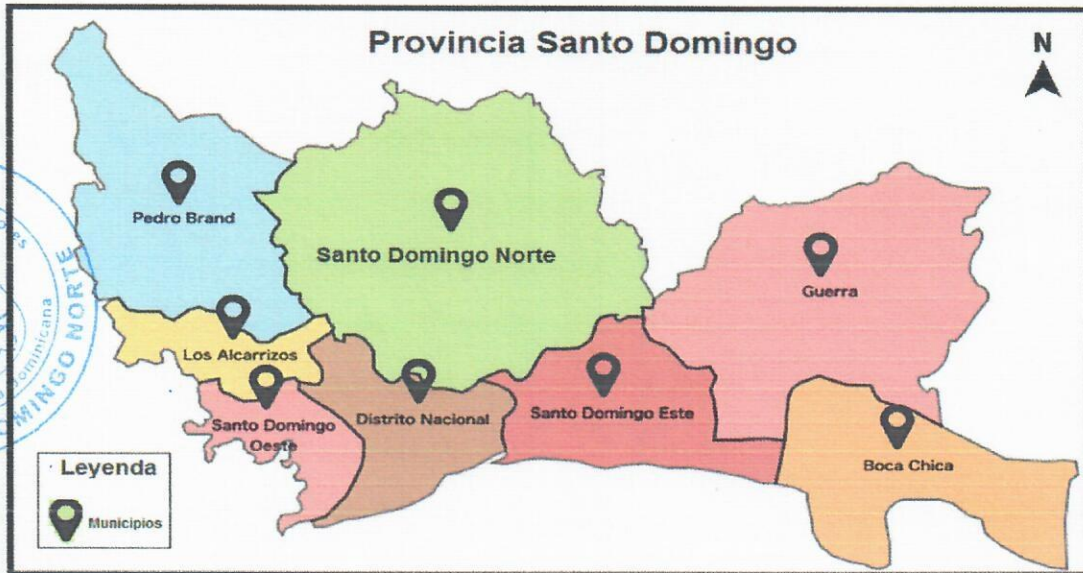 Provincia Santo Domingo
N
Pedro Brand
Santo Domingo Norte
Guerra
Los Alcarrizos
Santo Domingo
Oeste
Distrito Nacional
Santo Domingo Este
Boca Chica
Leyenda
Municipios
MINGO NORTE
Dominicana